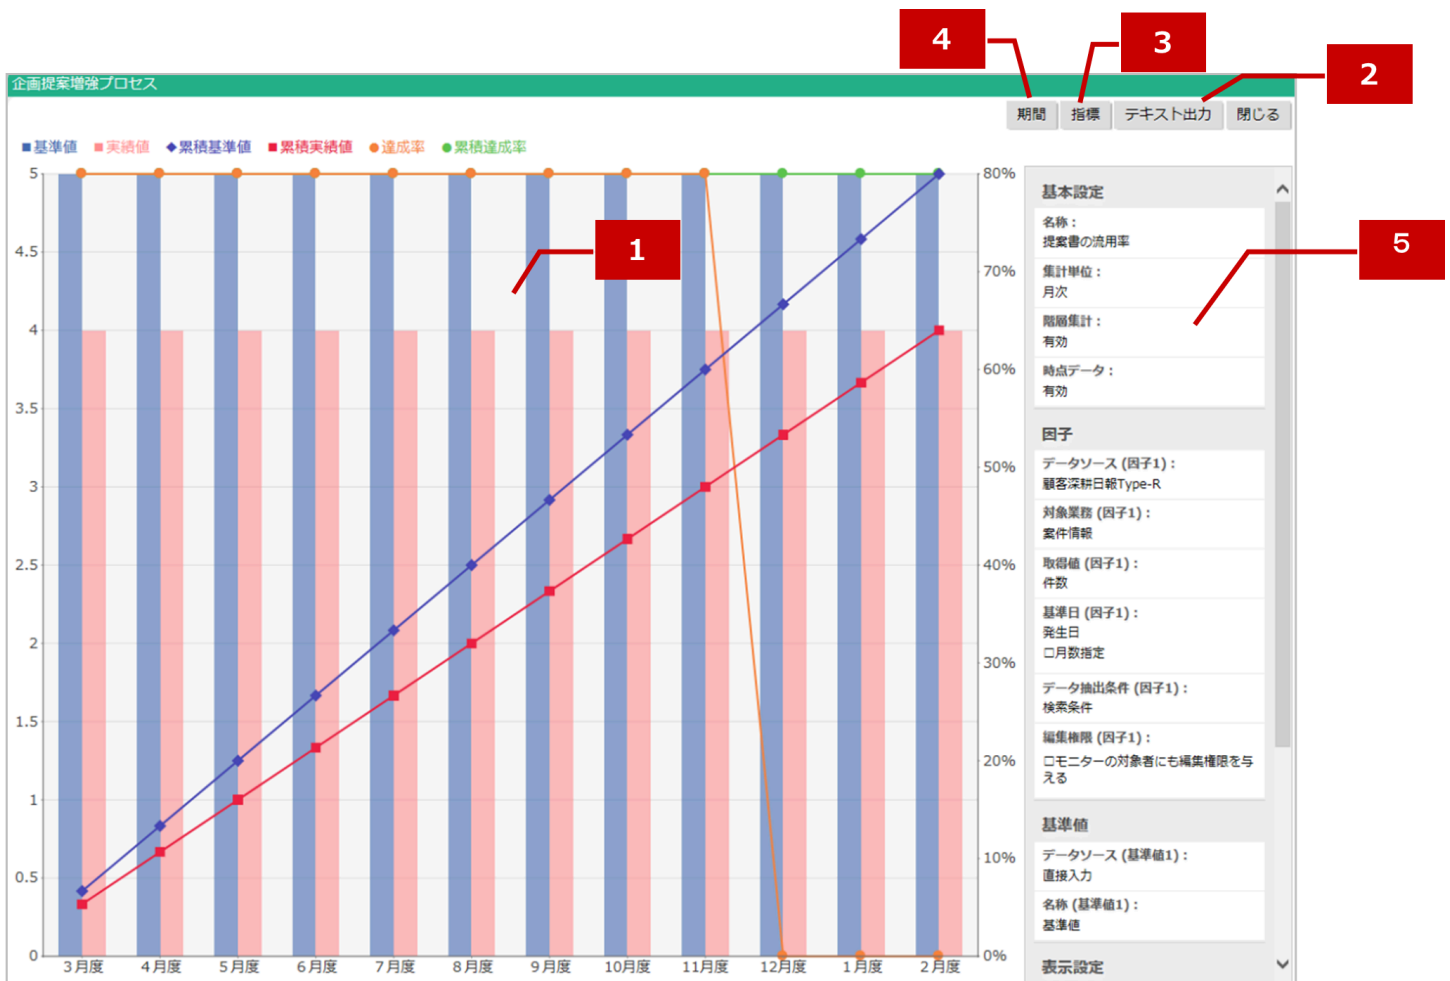 4
3
2
企画提案増強プロセス
期間 指標 テキスト出力 閉じる
■基準値 ■実績値 ◆累積基準値 ■累積実績値 ●達成率 ●累積達成率
5
4.5
4
3.5
3
2.5
2
1.5
1
0.5
0
80%
70%
60%
50%
40%
30%
20%
10%
0%
3月度 4月度 5月度 6月度 7月度 8月度 9月度 10月度 11月度 12月度 1月度 2月度
1
5
基本設定
名称：
提案書の流用率
集計単位：
月次
階層集計：
有効
時点データ：
有効
因子
データソース (因子1)：
顧客深耕日報Type-R
対象業務 (因子1)：
案件情報
取得値 (因子1)：
件数
基準日 (因子1)：
発生日
□月数指定
データ抽出条件 (因子1)：
検索条件
編集権限 (因子1)：
□モニターの対象者にも編集権限を与
える
基準値
データソース (基準値1)：
直接入力
名称 (基準値1)：
基準値
表示設定